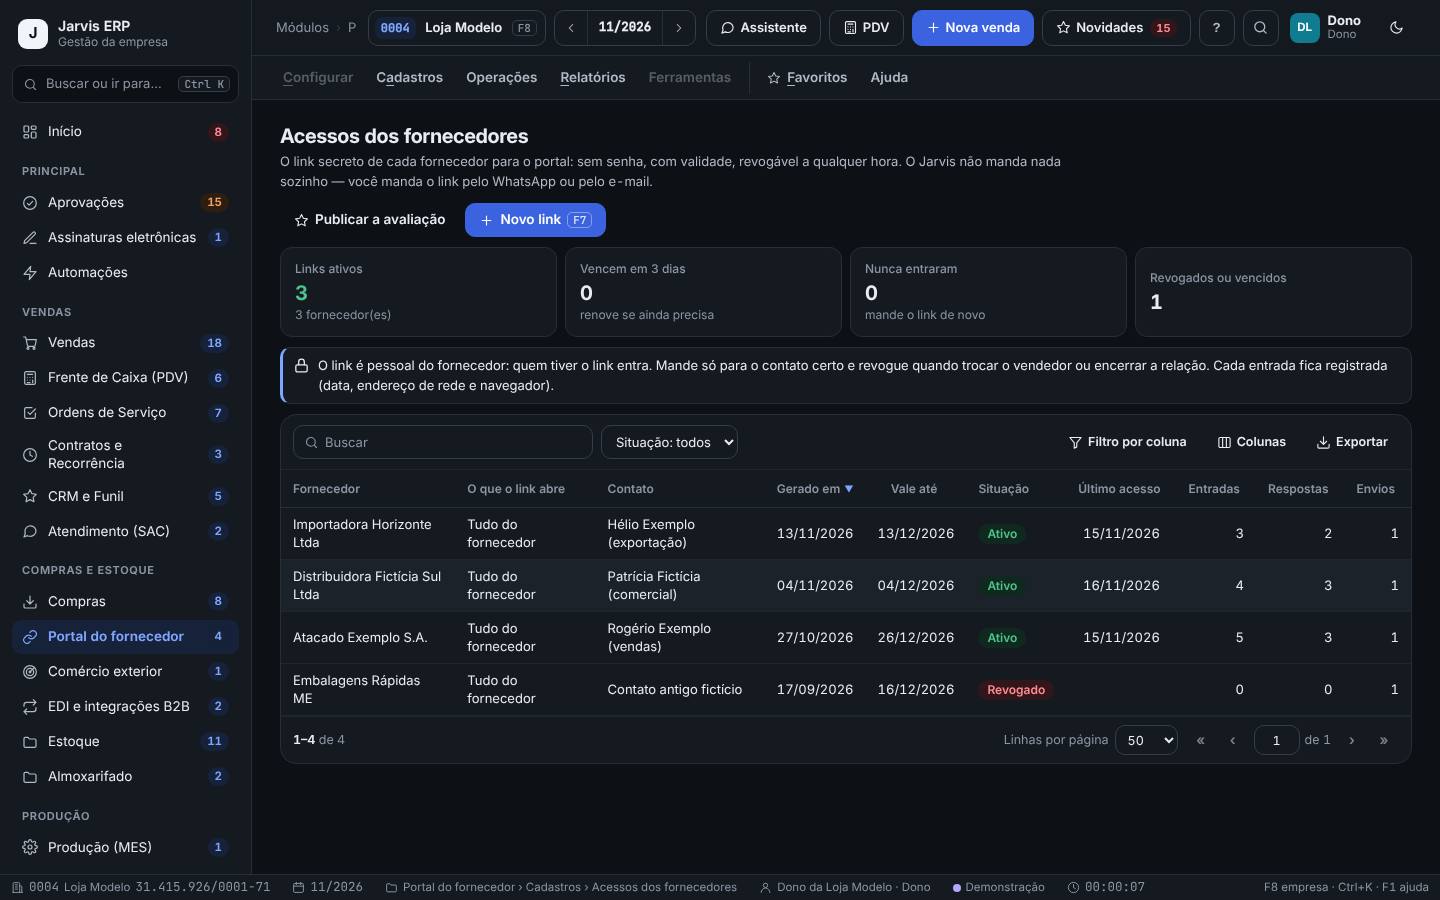 J
Jarvis ERP
Gestão da empresa
Buscar ou ir para... Ctrl K
Início 8
PRINCIPAL
Aprovações 15
Assinaturas eletrônicas 1
Automações
VENDAS
Vendas 18
Frente de Caixa (PDV) 6
Ordens de Serviço 7
Contratos e
Recorrência 3
CRM e Funil 5
Atendimento (SAC) 2
COMPRAS E ESTOQUE
Compras 8
Portal do fornecedor 4
Comércio exterior 1
EDI e integrações B2B 2
Estoque 11
Almoxarifado 2
PRODUÇÃO
Produção (MES) 1
Módulos › P 0004 Loja Modelo F8 ‹ 11/2026 › Assistente PDV + Nova venda Novidades 15 ? DL Dono
Dono
Configurar Cadastros Operações Relatórios Ferramentas Favoritos Ajuda
Acessos dos fornecedores
O link secreto de cada fornecedor para o portal: sem senha, com validade, revogável a qualquer hora. O Jarvis não manda nada
sozinho — você manda o link pelo WhatsApp ou pelo e-mail.
Publicar a avaliação + Novo link F7
Links ativos
3
3 fornecedor(es)
Vencem em 3 dias
0
renove se ainda precisa
Nunca entraram
0
mande o link de novo
Revogados ou vencidos
1
O link é pessoal do fornecedor: quem tiver o link entra. Mande só para o contato certo e revogue quando trocar o vendedor ou encerrar a relação. Cada entrada fica registrada
(data, endereço de rede e navegador).
Buscar Situação: todos Filtro por coluna Colunas Exportar
Fornecedor O que o link abre Contato Gerado em ▼ Vale até Situação Último acesso Entradas Respostas Envios
Importadora Horizonte Ltda Tudo do fornecedor Hélio Exemplo (exportação) 13/11/2026 13/12/2026 Ativo 15/11/2026 3 2 1
Distribuidora Fictícia Sul Ltda Tudo do fornecedor Patrícia Fictícia (comercial) 04/11/2026 04/12/2026 Ativo 16/11/2026 4 3 1
Atacado Exemplo S.A. Tudo do fornecedor Rogério Exemplo (vendas) 27/10/2026 26/12/2026 Ativo 15/11/2026 5 3 1
Embalagens Rápidas ME Tudo do fornecedor Contato antigo fictício 17/09/2026 16/12/2026 Revogado 0 0 1
1–4 de 4 Linhas por página 50 « ‹ 1 de 1 › »
0004 Loja Modelo 31.415.926/0001-71 11/2026 Portal do fornecedor › Cadastros › Acessos dos fornecedores Dono da Loja Modelo · Dono Demonstração 00:00:07 F8 empresa · Ctrl+K · F1 ajuda